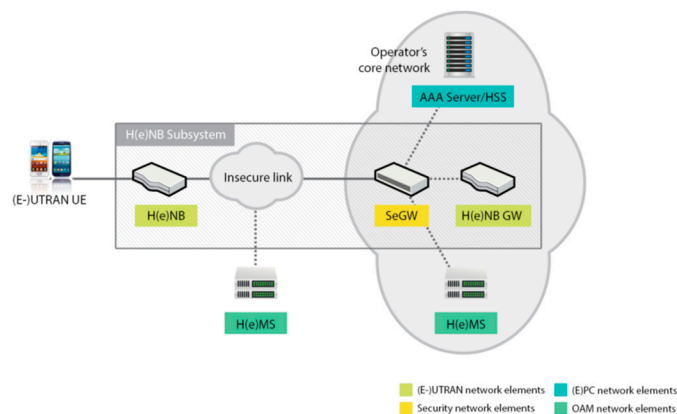 Operator's
core network
AAA Server/HSS
H(e)NB Subsystem
Insecure link
(E-)UTRAN UE
H(e)NB
SeGW
H(e)NB GW
H(e)MS
H(e)MS
(E-)UTRAN network elements
(E)PC network elements
Security network elements
OAM network elements